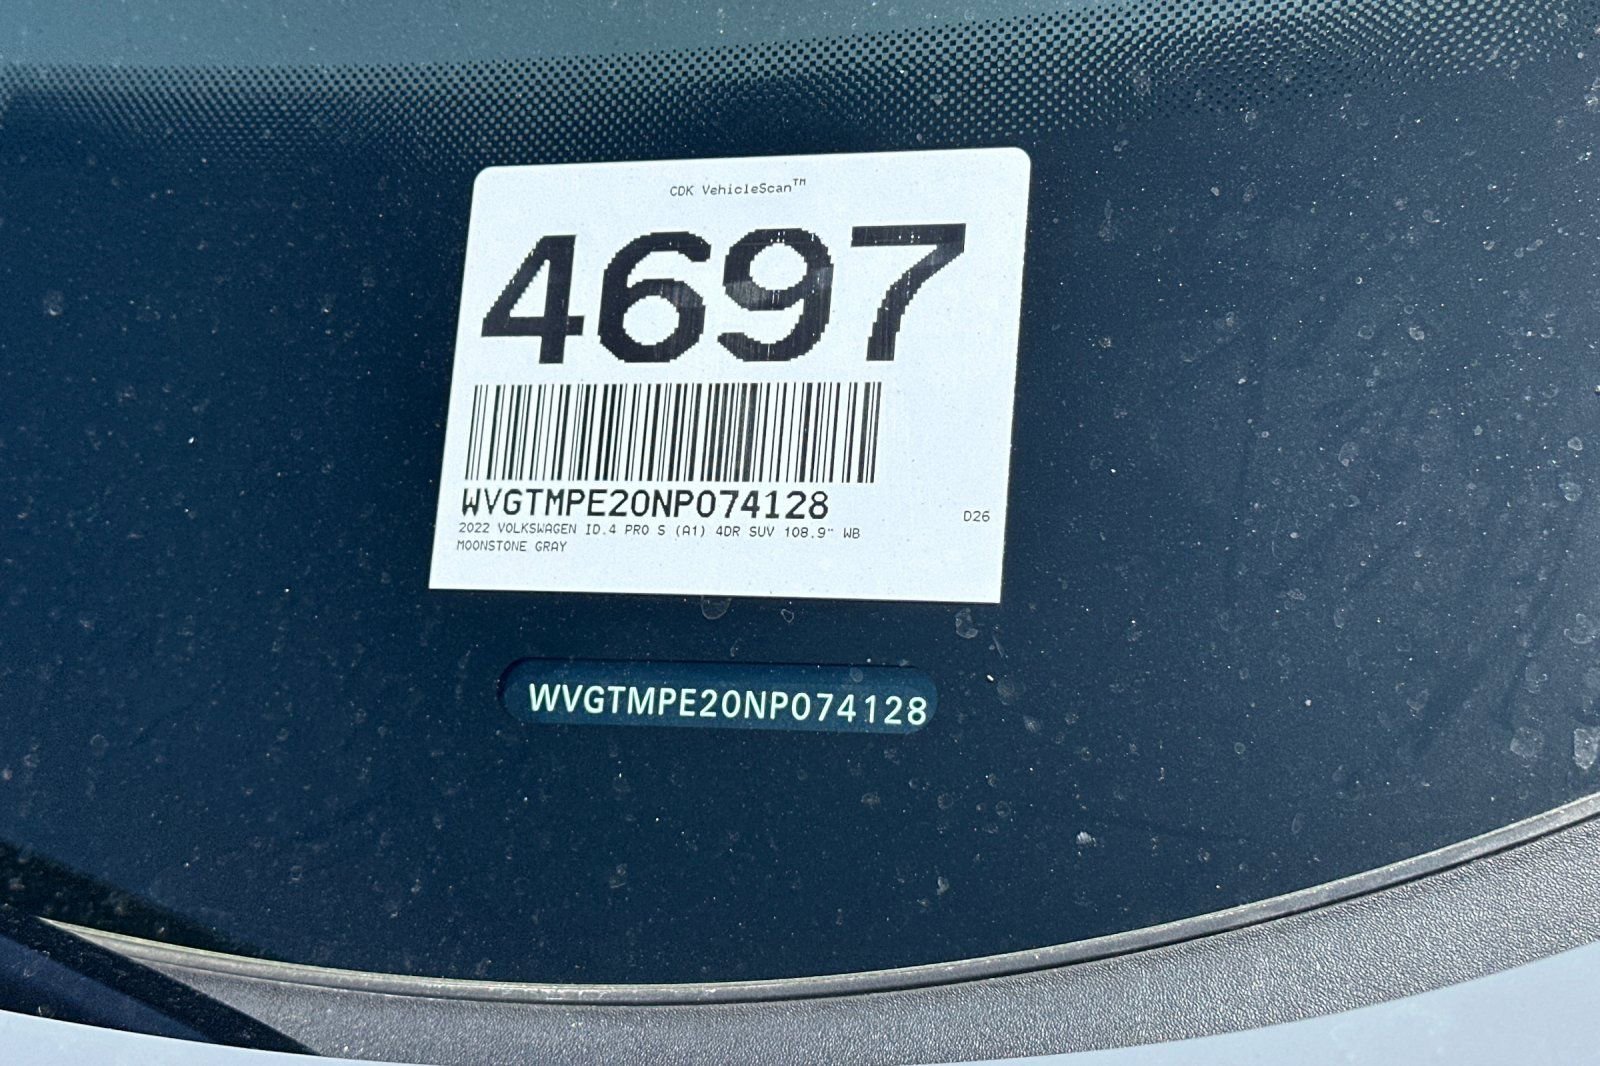 CDK VehicleScan™
4697
WVGTMPE20NP074128
D26
2022 VOLKSWAGEN ID.4 PRO S (A1) 4DR SUV 108.9" WB
MOONSTONE GRAY
WVGTMPE20NP074128